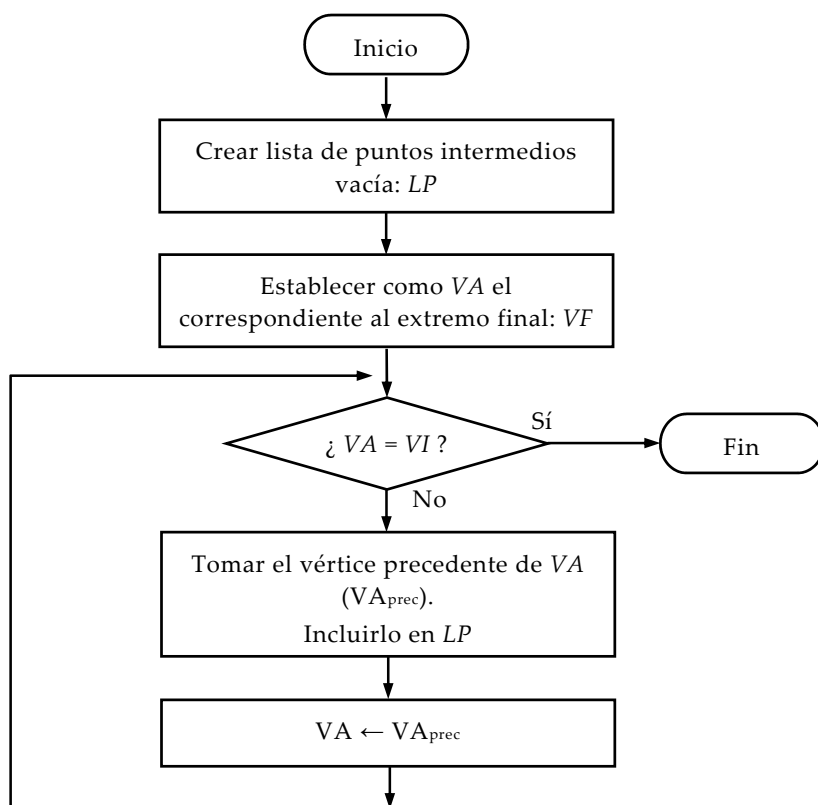 Inicio
Crear lista de puntos intermedios
vacía: LP
Establecer como VA el
correspondiente al extremo final: VF
¿ VA = VI ?
Sí
Fin
No
Tomar el vértice precedente de VA
(VAprec).
Incluirlo en LP
VA ← VAprec